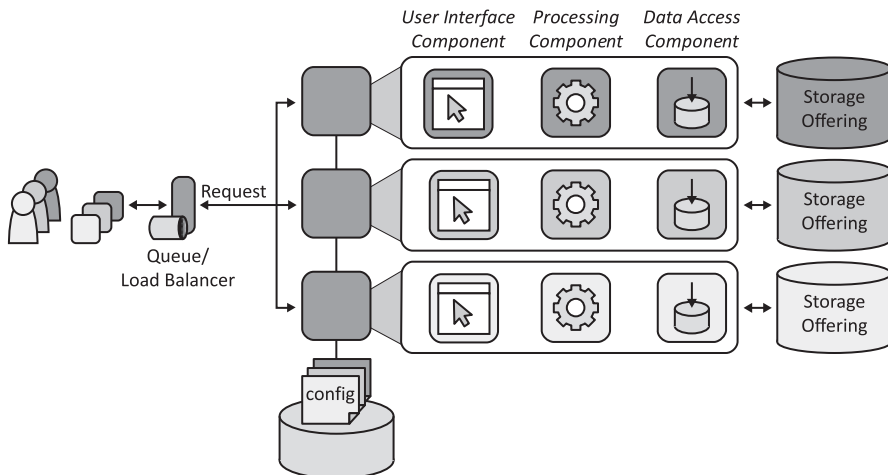 User Interface
Component
Processing
Component
Data Access
Component
Storage
Offering
Request
Storage
Offering
Queue/
Load Balancer
Storage
Offering
config